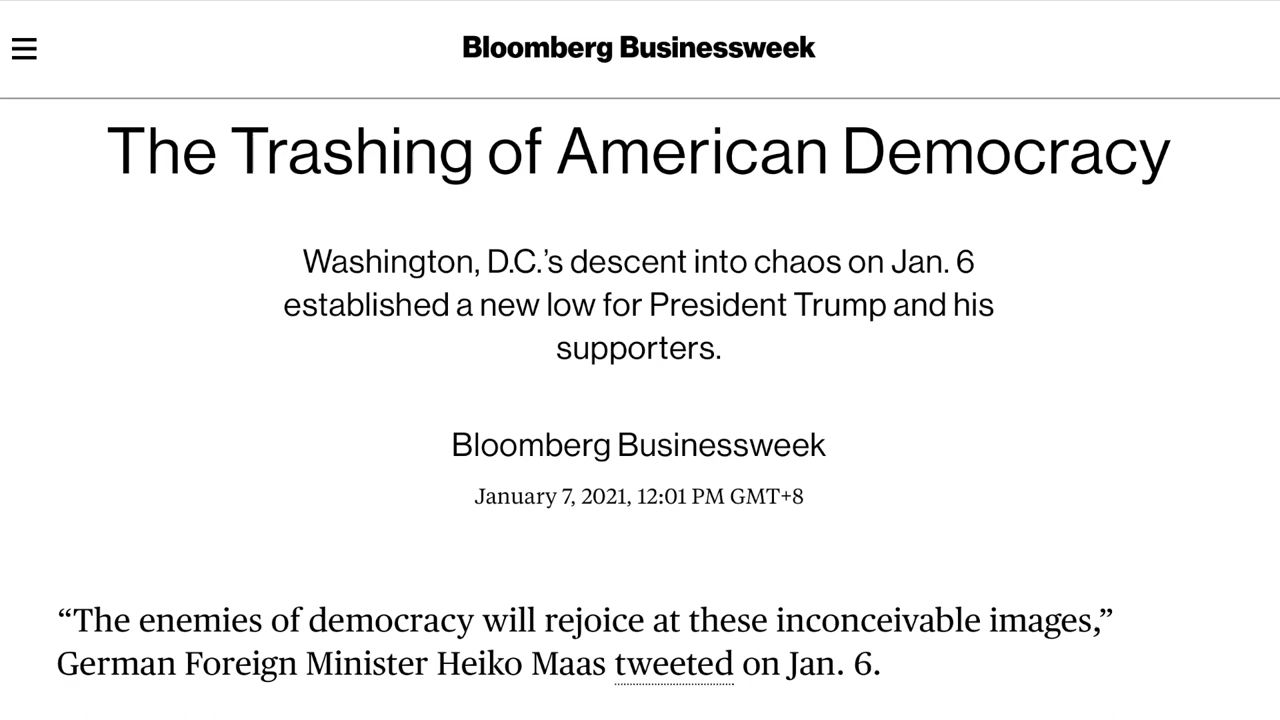 Bloomberg Businessweek
The Trashing of American Democracy
Washington, D.C.’s descent into chaos on Jan. 6
established a new low for President Trump and his
supporters.
Bloomberg Businessweek
January 7, 2021, 12:01 PM GMT+8
“The enemies of democracy will rejoice at these inconceivable images,”
German Foreign Minister Heiko Maas tweeted on Jan. 6.